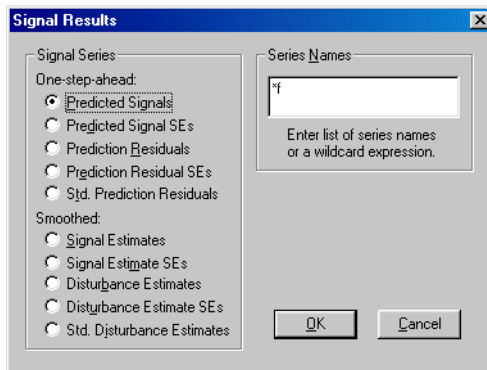 Signal Results
Signal Series
One-step-ahead:
Predicted Signals
Predicted Signal SEs
Prediction Residuals
Prediction Residual SEs
Std. Prediction Residuals
Smoothed:
Signal Estimates
Signal Estimate SEs
Disturbance Estimates
Disturbance Estimate SEs
Std. Disturbance Estimates
Series Names
*f
Enter list of series names
or a wildcard expression.
OK
Cancel